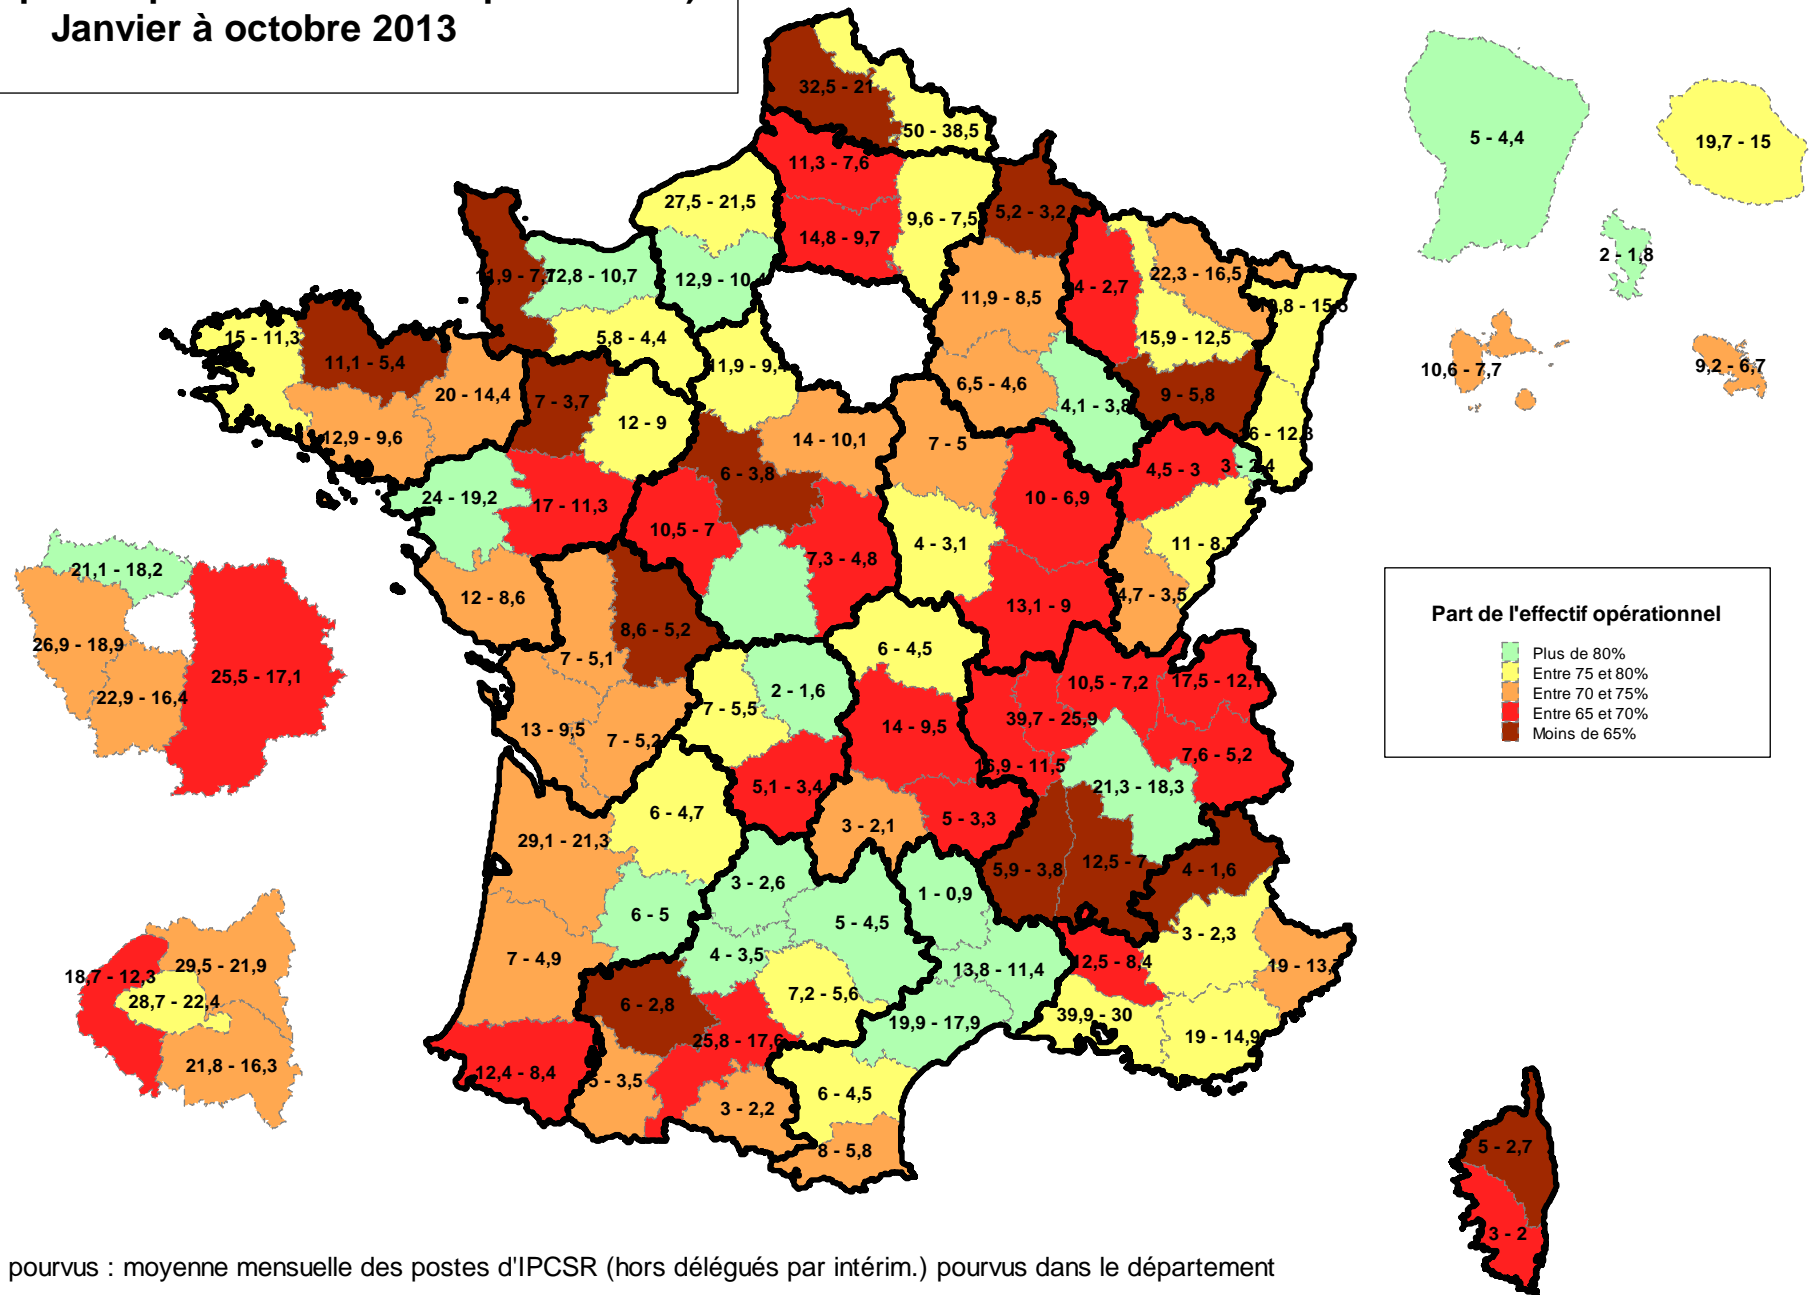 Janvier à octobre 2013
32,5 - 21
50 - 38,5
11,3 - 7,6
27,5 - 21,5
14,8 - 9,7
9,6 - 7,5
5,2 - 3,2
12,8 - 10,7
12,9 - 10,4
11,9 - 8,5
4 - 2,7
22,3 - 16,5
15 - 11,3
11,1 - 5,4
5,8 - 4,4
15,9 - 12,5
20 - 14,4
7 - 3,7
6,5 - 4,6
4,1 - 3,8
9 - 5,8
12,9 - 9,6
12 - 9
14 - 10,1
7 - 5
6 - 3,8
4,5 - 3
3 - 2,4
24 - 19,2
17 - 11,3
10,5 - 7
10 - 6,9
7,3 - 4,8
4 - 3,1
12 - 8,6
8,6 - 5,2
13,1 - 9
4,7 - 3,5
7 - 5,1
6 - 4,5
2 - 1,6
10,5 - 7,2
7 - 5,5
13 - 9,5
7 - 5,2
14 - 9,5
39,7 - 25,9
7,6 - 5,2
16,9 - 11,5
5,1 - 3,4
21,3 - 18,3
6 - 4,7
29,1 - 21,3
3 - 2,1
5 - 3,3
5,9 - 3,8
12,5 - 7
4 - 1,6
3 - 2,6
1 - 0,9
6 - 5
5 - 4,5
3 - 2,3
7 - 4,9
4 - 3,5
13,8 - 11,4
12,5 - 8,4
6 - 2,8
7,2 - 5,6
19,9 - 17,9
39,9 - 30
19 - 14,9
25,8 - 17,6
12,4 - 8,4
5 - 3,5
3 - 2,2
6 - 4,5
8 - 5,8
5 - 2,7
3 - 2
21,1 - 18,2
26,9 - 18,9
22,9 - 16,4
25,5 - 17,1
18,7 - 12,3
29,5 - 21,9
28,7 - 22,4
21,8 - 16,3
5 - 4,4
19,7 - 15
2 - 1,8
10,6 - 7,7
9,2 - 6,7
Part de l'effectif opérationnel
Plus de 80%
Entre 75 et 80%
Entre 70 et 75%
Entre 65 et 70%
Moins de 65%
pourvus : moyenne mensuelle des postes d'IPCSR (hors délégués par intérim.) pourvus dans le département